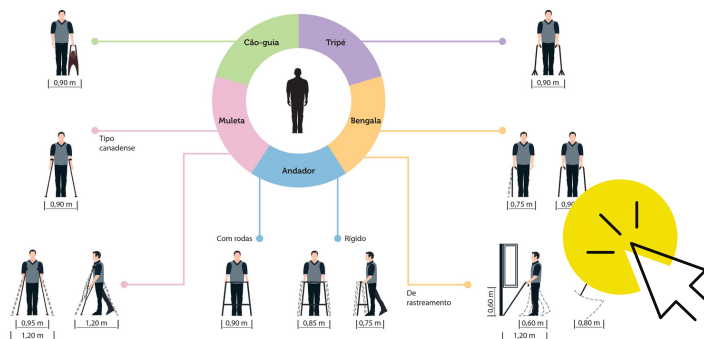 Cão-guia
Tripé
Muleta
Bengala
Andador
0,90 m
0,90 m
Tipo
canadense
0,90 m
0,75 m
Com rodas
Rígido
De
rastreamento
0,95 m
1,20 m
1,20 m
0,90 m
0,85 m
0,75 m
0,60 m
0,60 m
1,20 m
0,80 m